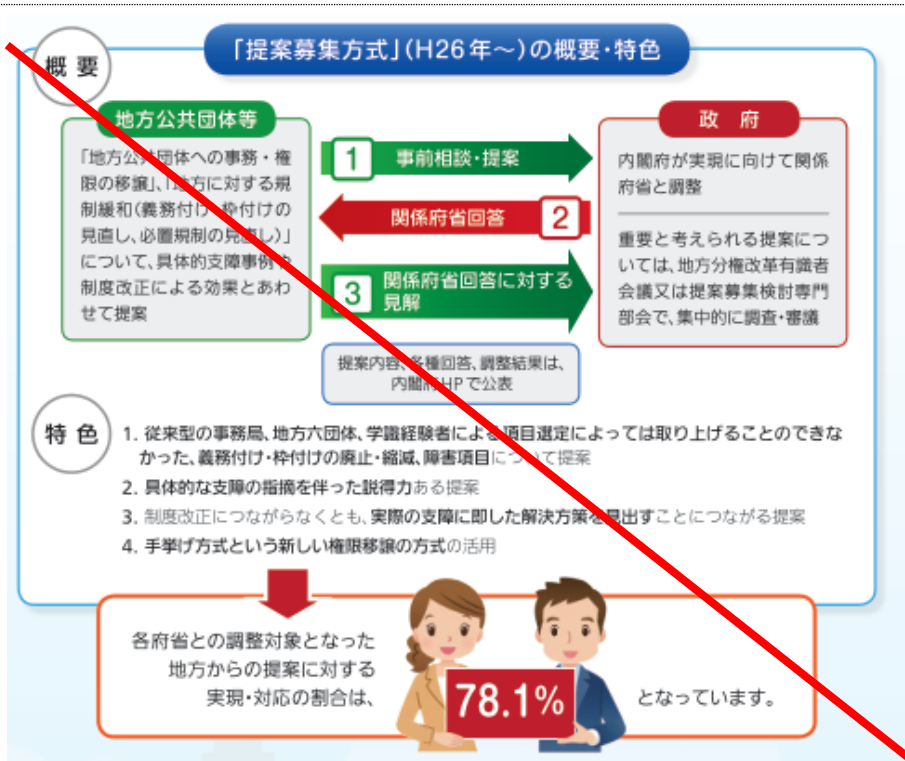 「提案募集方式」(H26年～)の概要・特色
概 要
地方公共団体等
「地方公共団体への事務・権
限の移譲」、「地方に対する規
制緩和(義務付け・枠付けの
見直し、必置規制の見直し)」
について、具体的支障事例や
制度改正による効果とあわ
せて提案
1 事前相談・提案
関係府省回答 2
3 関係府省回答に対する
見解
政 府
内閣府が実現に向けて関係
府省と調整
重要と考えられる提案につ
いては、地方分権改革有識者
会議又は提案募集検討専門
部会で、集中的に調査・審議
提案内容、各種回答、調整結果は、
内閣府HPで公表
特 色
1. 従来型の事務局、地方六団体、学識経験者による項目選定によっては取り上げることのできな
かった、義務付け・枠付けの廃止・縮減、障害項目について提案
2. 具体的な支障の指摘を伴った説得力ある提案
3. 制度改正につながらなくとも、実際の支障に即した解決方策を見出すことにつながる提案
4. 手挙げ方式という新しい権限移譲の方式の活用
各府省との調整対象となった
地方からの提案に対する
実現・対応の割合は、
78.1%
となっています。